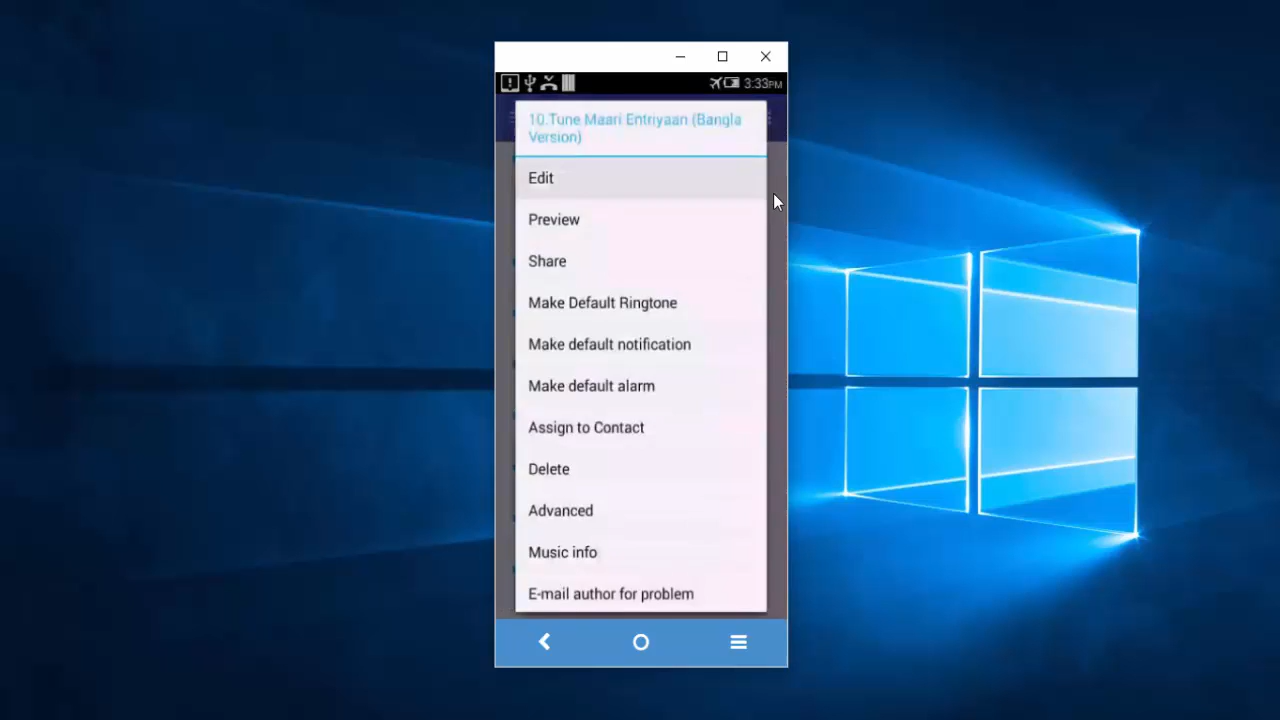 3:33PM
10.Tune Maari Entriyaan (Bangla
Version)
Edit
Preview
Share
Make Default Ringtone
Make default notification
Make default alarm
Assign to Contact
Delete
Advanced
Music info
E-mail author for problem